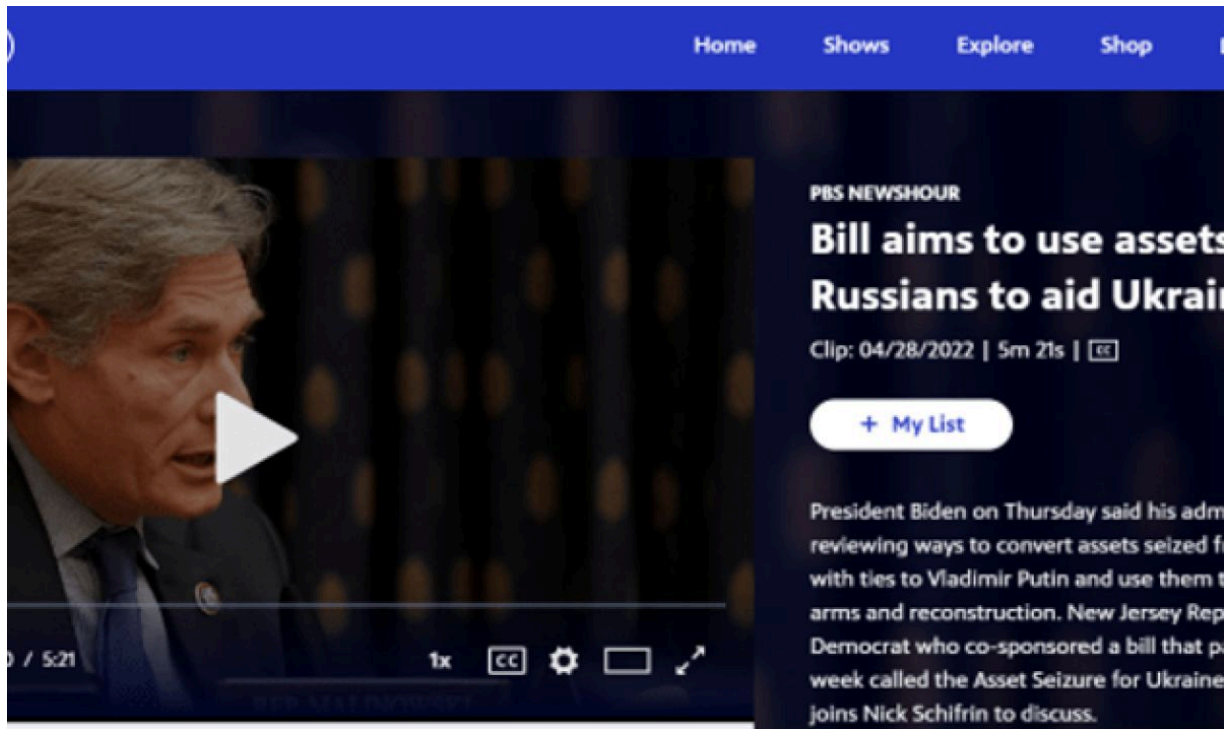 Home Shows Explore Shop
PBS NEWSHOUR
Bill aims to use assets
Russians to aid Ukrai
Clip: 04/28/2022 | 5m 21s | CC
+ My List
President Biden on Thursday said his adm
reviewing ways to convert assets seized f
with ties to Vladimir Putin and use them t
arms and reconstruction. New Jersey Rep
Democrat who co-sponsored a bill that pa
week called the Asset Seizure for Ukraine
joins Nick Schifrin to discuss.
/ 5:21 1x CC
REP. MALINOWSKI